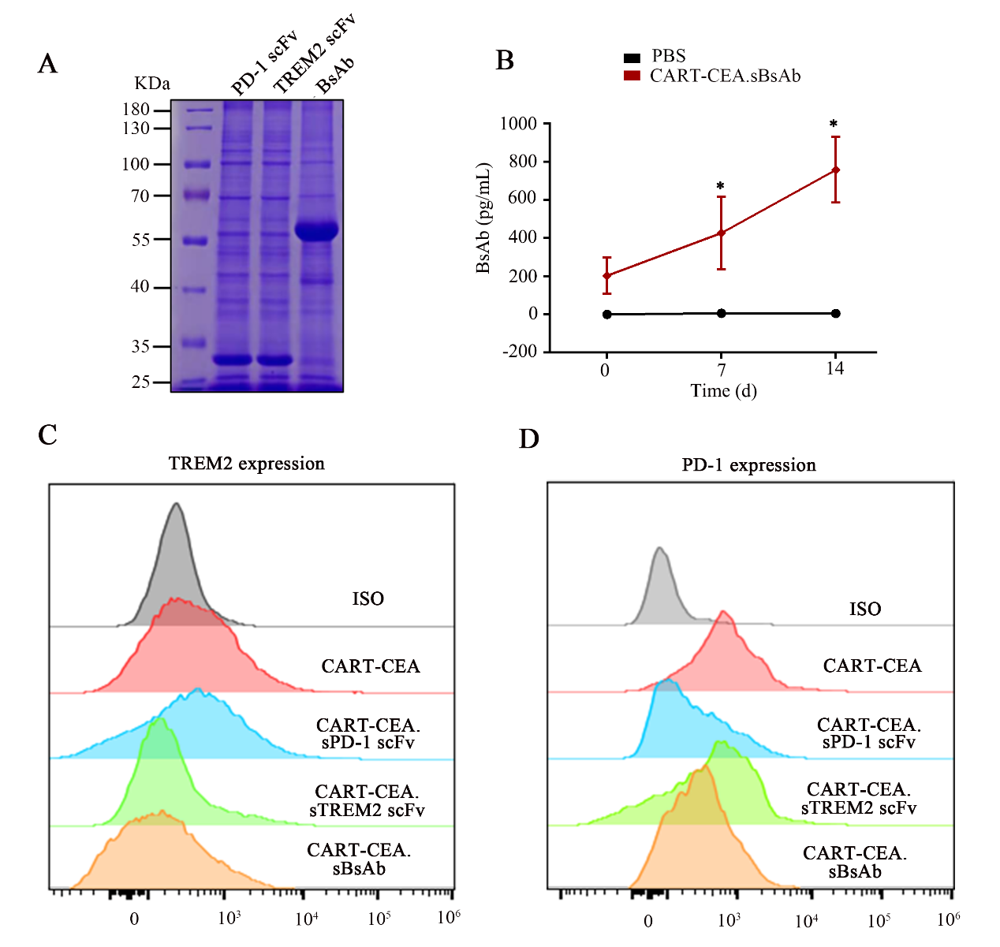 A
KDa
PD-1 scFv
TREM2 scFv
BsAb
180
130
100
70
55
40
35
25
B
PBS
CART-CEA.sBsAb
BsAb (pg/mL)
1000
800
600
400
200
0
-200
*
*
0 7 14
Time (d)
C
TREM2 expression
ISO
CART-CEA
CART-CEA.
sPD-1 scFv
CART-CEA.
sTREM2 scFv
CART-CEA.
sBsAb
0 10³ 10⁴ 10⁵ 10⁶
D
PD-1 expression
ISO
CART-CEA
CART-CEA.
sPD-1 scFv
CART-CEA.
sTREM2 scFv
CART-CEA.
sBsAb
0 10³ 10⁴ 10⁵ 10⁶